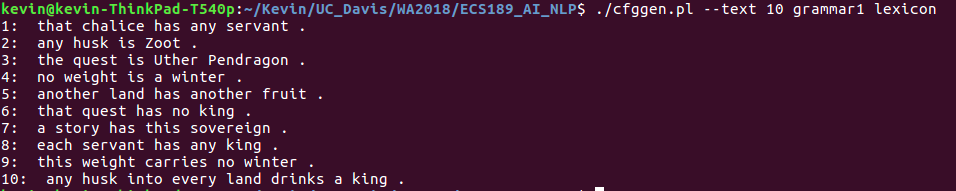 kevin@kevin-ThinkPad-T540p:~/Kevin/UC_Davis/WA2018/ECS189_AI_NLP$ ./cfggen.pl --text 10 grammar1 lexicon
1:  that chalice has any servant .
2:  any husk is Zoot .
3:  the quest is Uther Pendragon .
4:  no weight is a winter .
5:  another land has another fruit .
6:  that quest has no king .
7:  a story has this sovereign .
8:  each servant has any king .
9:  this weight carries no winter .
10:  any husk into every land drinks a king .